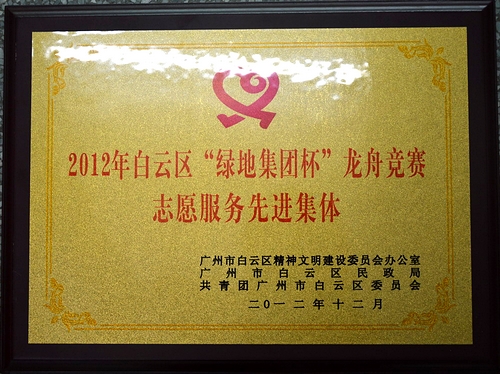 2012年白云区“绿地集团杯”龙舟竞赛
志愿服务先进集体
广州市白云区精神文明建设委员会办公室
广州市白云区民政局
共青团广州市白云区委员会
二〇一二年十二月